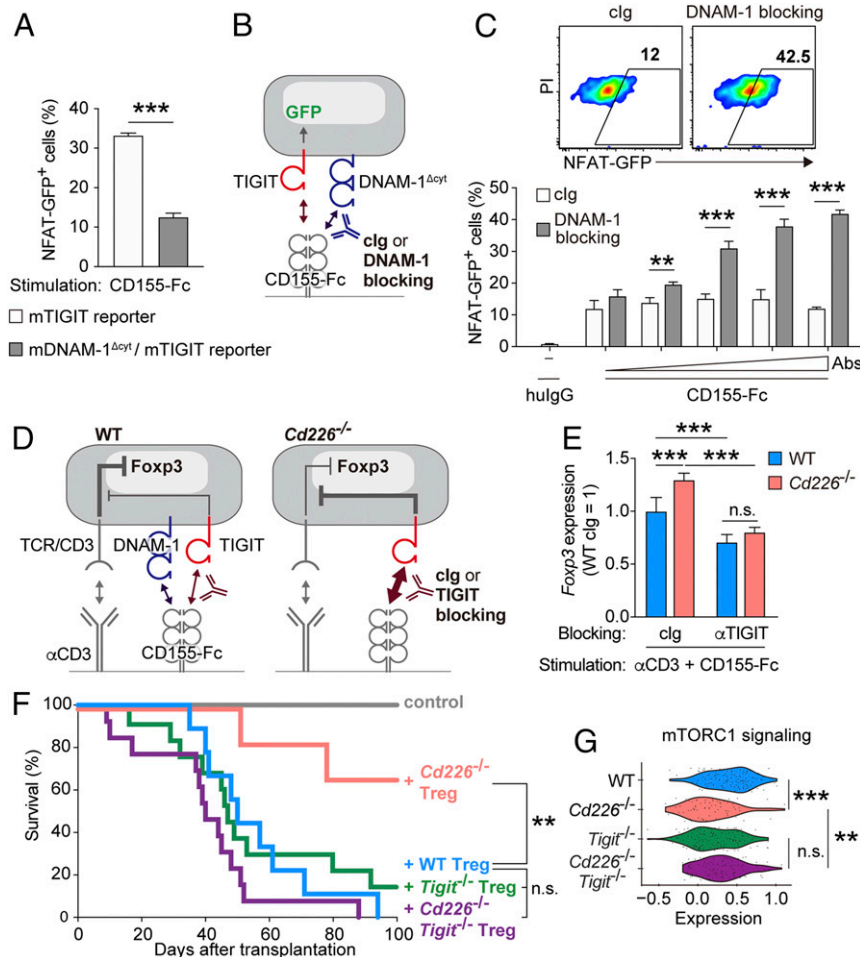 A
***
NFAT-GFP+ cells (%)
40
30
20
10
0
Stimulation: CD155-Fc
mTIGIT reporter
mDNAM-1Δcyt / mTIGIT reporter
B
GFP
TIGIT
DNAM-1Δcyt
CD155-Fc
cIg or
DNAM-1
blocking
C
cIg
DNAM-1 blocking
12
42.5
PI
NFAT-GFP
NFAT-GFP+ cells (%)
50
40
30
20
10
0
cIg
DNAM-1
blocking
**
***
***
***
–
Abs
huIgG
CD155-Fc
D
WT
Cd226-/-
Foxp3
Foxp3
TCR/CD3
DNAM-1
TIGIT
cIg or
TIGIT
blocking
αCD3
CD155-Fc
E
***
***
***
n.s.
WT
Cd226-/-
Foxp3 expression
(WT cIg = 1)
1.5
1.0
0.5
0.0
Blocking: cIg αTIGIT
Stimulation: αCD3 + CD155-Fc
F
Survival (%)
100
80
60
40
20
0
0 20 40 60 80 100
Days after transplantation
control
+ Cd226-/-
Treg
**
+ WT Treg
+ Tigit-/- Treg
n.s.
+ Cd226-/-
Tigit-/- Treg
G
mTORC1 signaling
WT
Cd226-/-
Tigit-/-
Cd226-/-
Tigit-/-
***
**
n.s.
−0.5 0.0 0.5 1.0
Expression